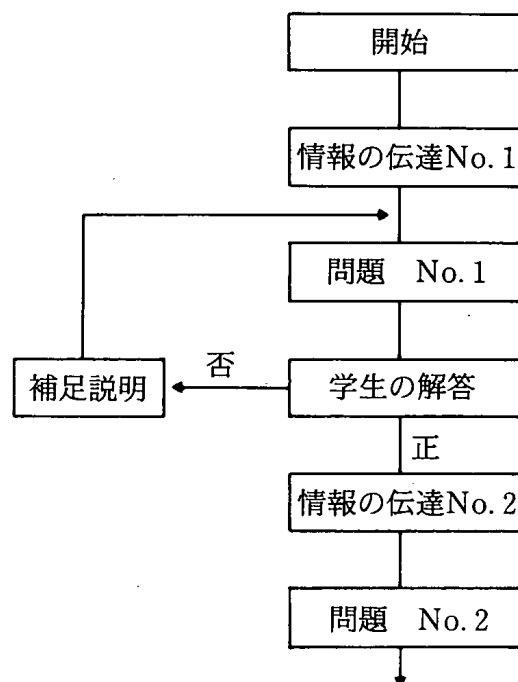 開始
情報の伝達No.1
問題 No.1
否
補足説明
学生の解答
正
情報の伝達No.2
問題 No.2